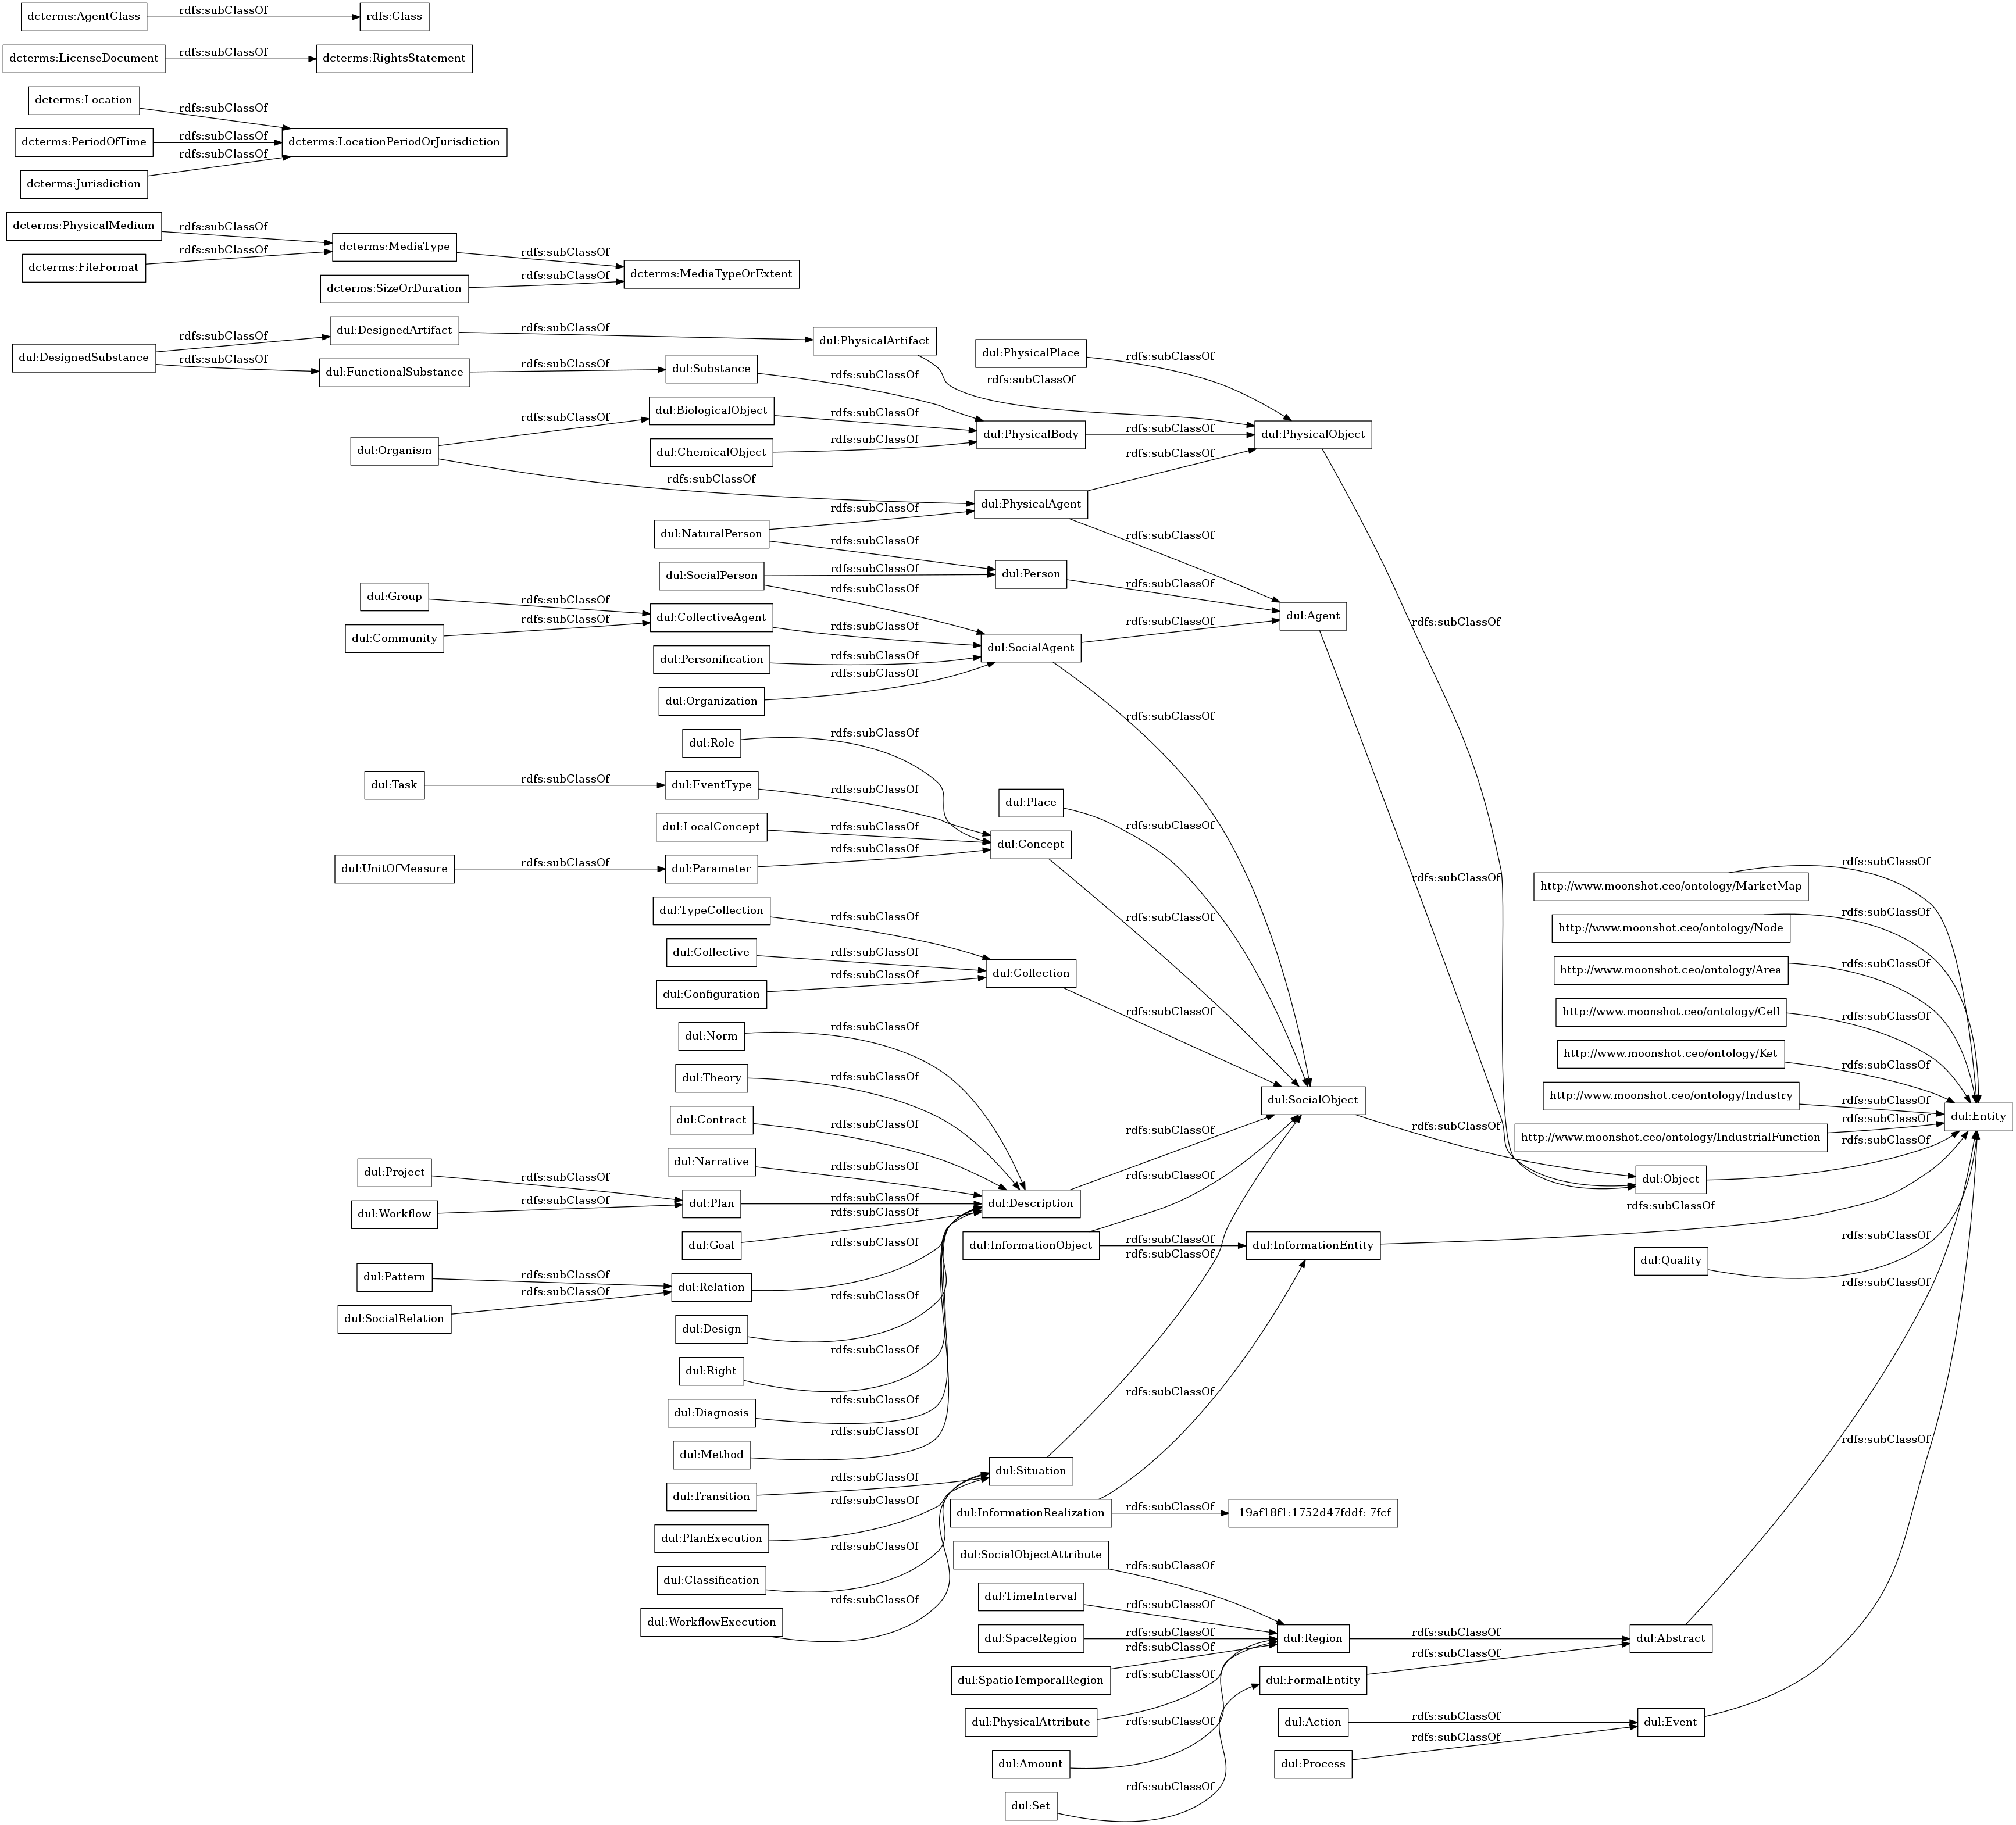 dcterms:AgentClass rdfs:subClassOf rdfs:Class
dcterms:LicenseDocument rdfs:subClassOf dcterms:RightsStatement
dcterms:Location rdfs:subClassOf
dcterms:PeriodOfTime rdfs:subClassOf dcterms:LocationPeriodOrJurisdiction
dcterms:Jurisdiction rdfs:subClassOf
dcterms:PhysicalMedium rdfs:subClassOf
dcterms:MediaType rdfs:subClassOf
dcterms:FileFormat rdfs:subClassOf
dcterms:MediaTypeOrExtent
dcterms:SizeOrDuration rdfs:subClassOf
dul:DesignedArtifact rdfs:subClassOf
dul:PhysicalArtifact rdfs:subClassOf
dul:DesignedSubstance rdfs:subClassOf
rdfs:subClassOf
dul:PhysicalPlace rdfs:subClassOf
dul:FunctionalSubstance rdfs:subClassOf
dul:Substance rdfs:subClassOf
dul:BiologicalObject rdfs:subClassOf
dul:Organism rdfs:subClassOf
rdfs:subClassOf
dul:ChemicalObject rdfs:subClassOf
dul:PhysicalBody rdfs:subClassOf
dul:PhysicalObject rdfs:subClassOf
dul:PhysicalAgent rdfs:subClassOf
rdfs:subClassOf
dul:NaturalPerson rdfs:subClassOf
rdfs:subClassOf
dul:SocialPerson rdfs:subClassOf
rdfs:subClassOf
dul:Person rdfs:subClassOf
dul:Group rdfs:subClassOf
dul:Community rdfs:subClassOf
dul:CollectiveAgent rdfs:subClassOf
dul:Agent rdfs:subClassOf
dul:SocialAgent rdfs:subClassOf
rdfs:subClassOf
dul:Personification rdfs:subClassOf
dul:Organization rdfs:subClassOf
dul:Role rdfs:subClassOf
dul:Task rdfs:subClassOf
dul:EventType rdfs:subClassOf
dul:Place rdfs:subClassOf
dul:LocalConcept rdfs:subClassOf
dul:Concept rdfs:subClassOf
dul:UnitOfMeasure rdfs:subClassOf
dul:Parameter rdfs:subClassOf
http://www.moonshot.ceo/ontology/MarketMap rdfs:subClassOf
dul:TypeCollection rdfs:subClassOf
http://www.moonshot.ceo/ontology/Node rdfs:subClassOf
dul:Collective rdfs:subClassOf
dul:Collection rdfs:subClassOf
http://www.moonshot.ceo/ontology/Area rdfs:subClassOf
dul:Configuration rdfs:subClassOf
http://www.moonshot.ceo/ontology/Cell rdfs:subClassOf
dul:Norm rdfs:subClassOf
http://www.moonshot.ceo/ontology/Ket rdfs:subClassOf
dul:Theory rdfs:subClassOf
http://www.moonshot.ceo/ontology/Industry rdfs:subClassOf
dul:SocialObject rdfs:subClassOf
dul:Entity
dul:Contract rdfs:subClassOf
http://www.moonshot.ceo/ontology/IndustrialFunction rdfs:subClassOf
dul:Narrative rdfs:subClassOf
dul:Project rdfs:subClassOf
dul:Object rdfs:subClassOf
dul:Plan rdfs:subClassOf
dul:Description rdfs:subClassOf
dul:Workflow rdfs:subClassOf
dul:Goal rdfs:subClassOf
dul:InformationObject rdfs:subClassOf
rdfs:subClassOf
dul:InformationEntity rdfs:subClassOf
dul:Quality rdfs:subClassOf
dul:Pattern rdfs:subClassOf
dul:Relation rdfs:subClassOf
dul:SocialRelation rdfs:subClassOf
dul:Design rdfs:subClassOf
dul:Right rdfs:subClassOf
dul:Diagnosis rdfs:subClassOf
dul:Method rdfs:subClassOf
dul:Situation rdfs:subClassOf
dul:Transition rdfs:subClassOf
dul:InformationRealization rdfs:subClassOf
rdfs:subClassOf -19af18f1:1752d47fddf:-7fcf
dul:PlanExecution rdfs:subClassOf
dul:SocialObjectAttribute rdfs:subClassOf
dul:Classification rdfs:subClassOf
dul:TimeInterval rdfs:subClassOf
dul:WorkflowExecution rdfs:subClassOf
dul:SpaceRegion rdfs:subClassOf
dul:Region rdfs:subClassOf
dul:Abstract rdfs:subClassOf
dul:SpatioTemporalRegion rdfs:subClassOf
dul:FormalEntity rdfs:subClassOf
dul:PhysicalAttribute rdfs:subClassOf
dul:Action rdfs:subClassOf
dul:Event rdfs:subClassOf
dul:Amount rdfs:subClassOf
dul:Process rdfs:subClassOf
dul:Set rdfs:subClassOf